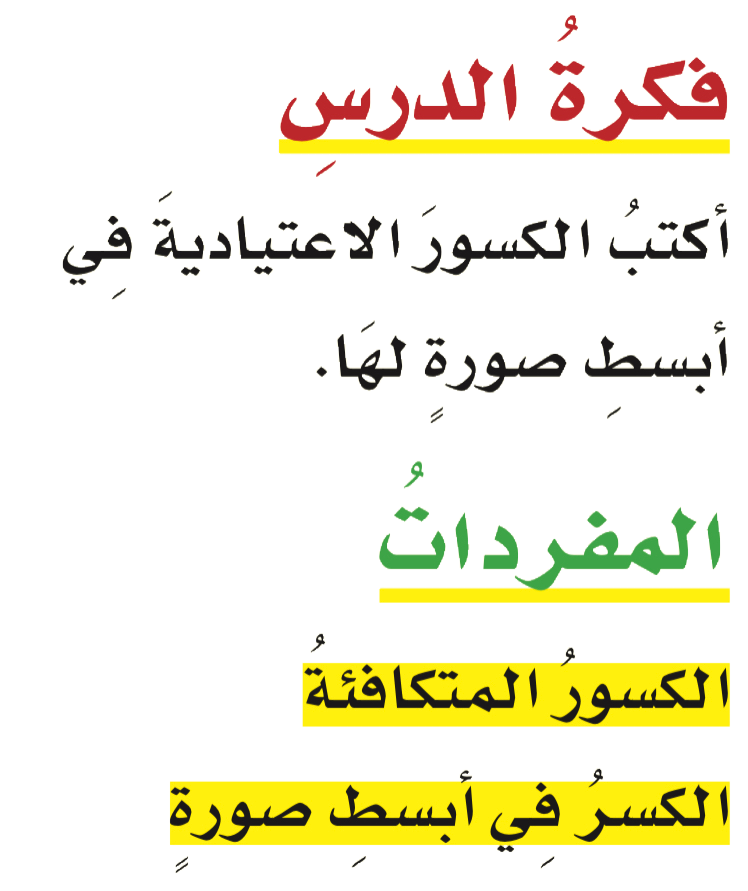 فكرةُ الدرسِ
أكتبُ الكسورَ الاعتياديةَ فِي
أبسطِ صورةٍ لهَا.
المفرداتُ
الكسورُ المتكافئةُ
الكسرُ فِي أبسطِ صورةٍ